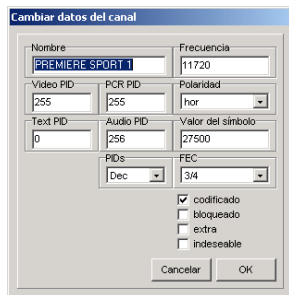 Cambiar datos del canal
Nombre Frecuencia
PREMIERE SPORT 1 11720
Video PID PCR PID Polaridad
255 255 hor
Text PID Audio PID Valor del símbolo
0 256 27500
PIDs FEC
Dec 3/4
codificado
bloqueado
extra
indeseable
Cancelar OK